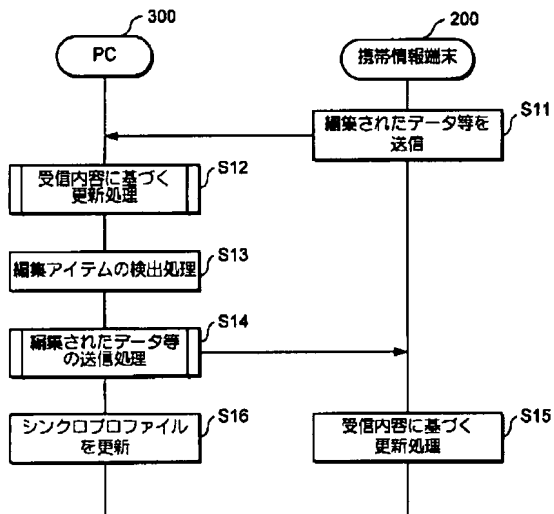 300
PC
200
携帯情報端末
S11
編集されたデータ等を
送信
S12
受信内容に基づく
更新処理
S13
編集アイテムの検出処理
S14
編集されたデータ等
の送信処理
S16
シンクロプロファイル
を更新
S15
受信内容に基づく
更新処理